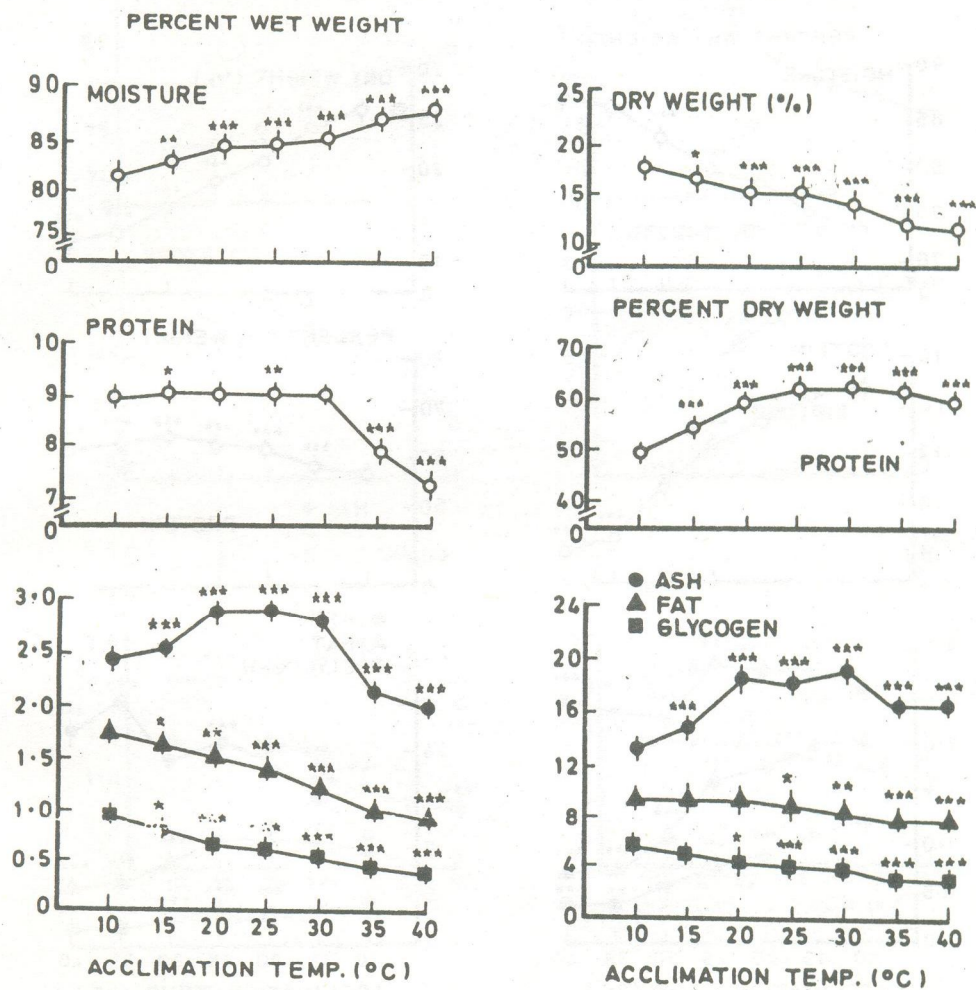 PERCENT WET WEIGHT
90
MOISTURE
85
80
75
0
** *** *** *** *** ***
25
DRY WEIGHT (%)
20
15
10
0
* *** *** *** *** ***
PROTEIN
10
9
8
7
0
* ** *** ***
PERCENT DRY WEIGHT
70
60
50
40
0
*** *** *** *** *** ***
PROTEIN
3·0
2·5
2·0
1·5
1·0
0·5
0
*** *** *** *** *** ***
* ** *** *** *** ***
* *** *** *** ***
10 15 20 25 30 35 40
ACCLIMATION TEMP. (°C)
ASH
FAT
GLYCOGEN
24
20
16
12
8
4
0
*** *** *** *** *** ***
* ** *** ***
* *** *** *** ***
10 15 20 25 30 35 40
ACCLIMATION TEMP. (°C)